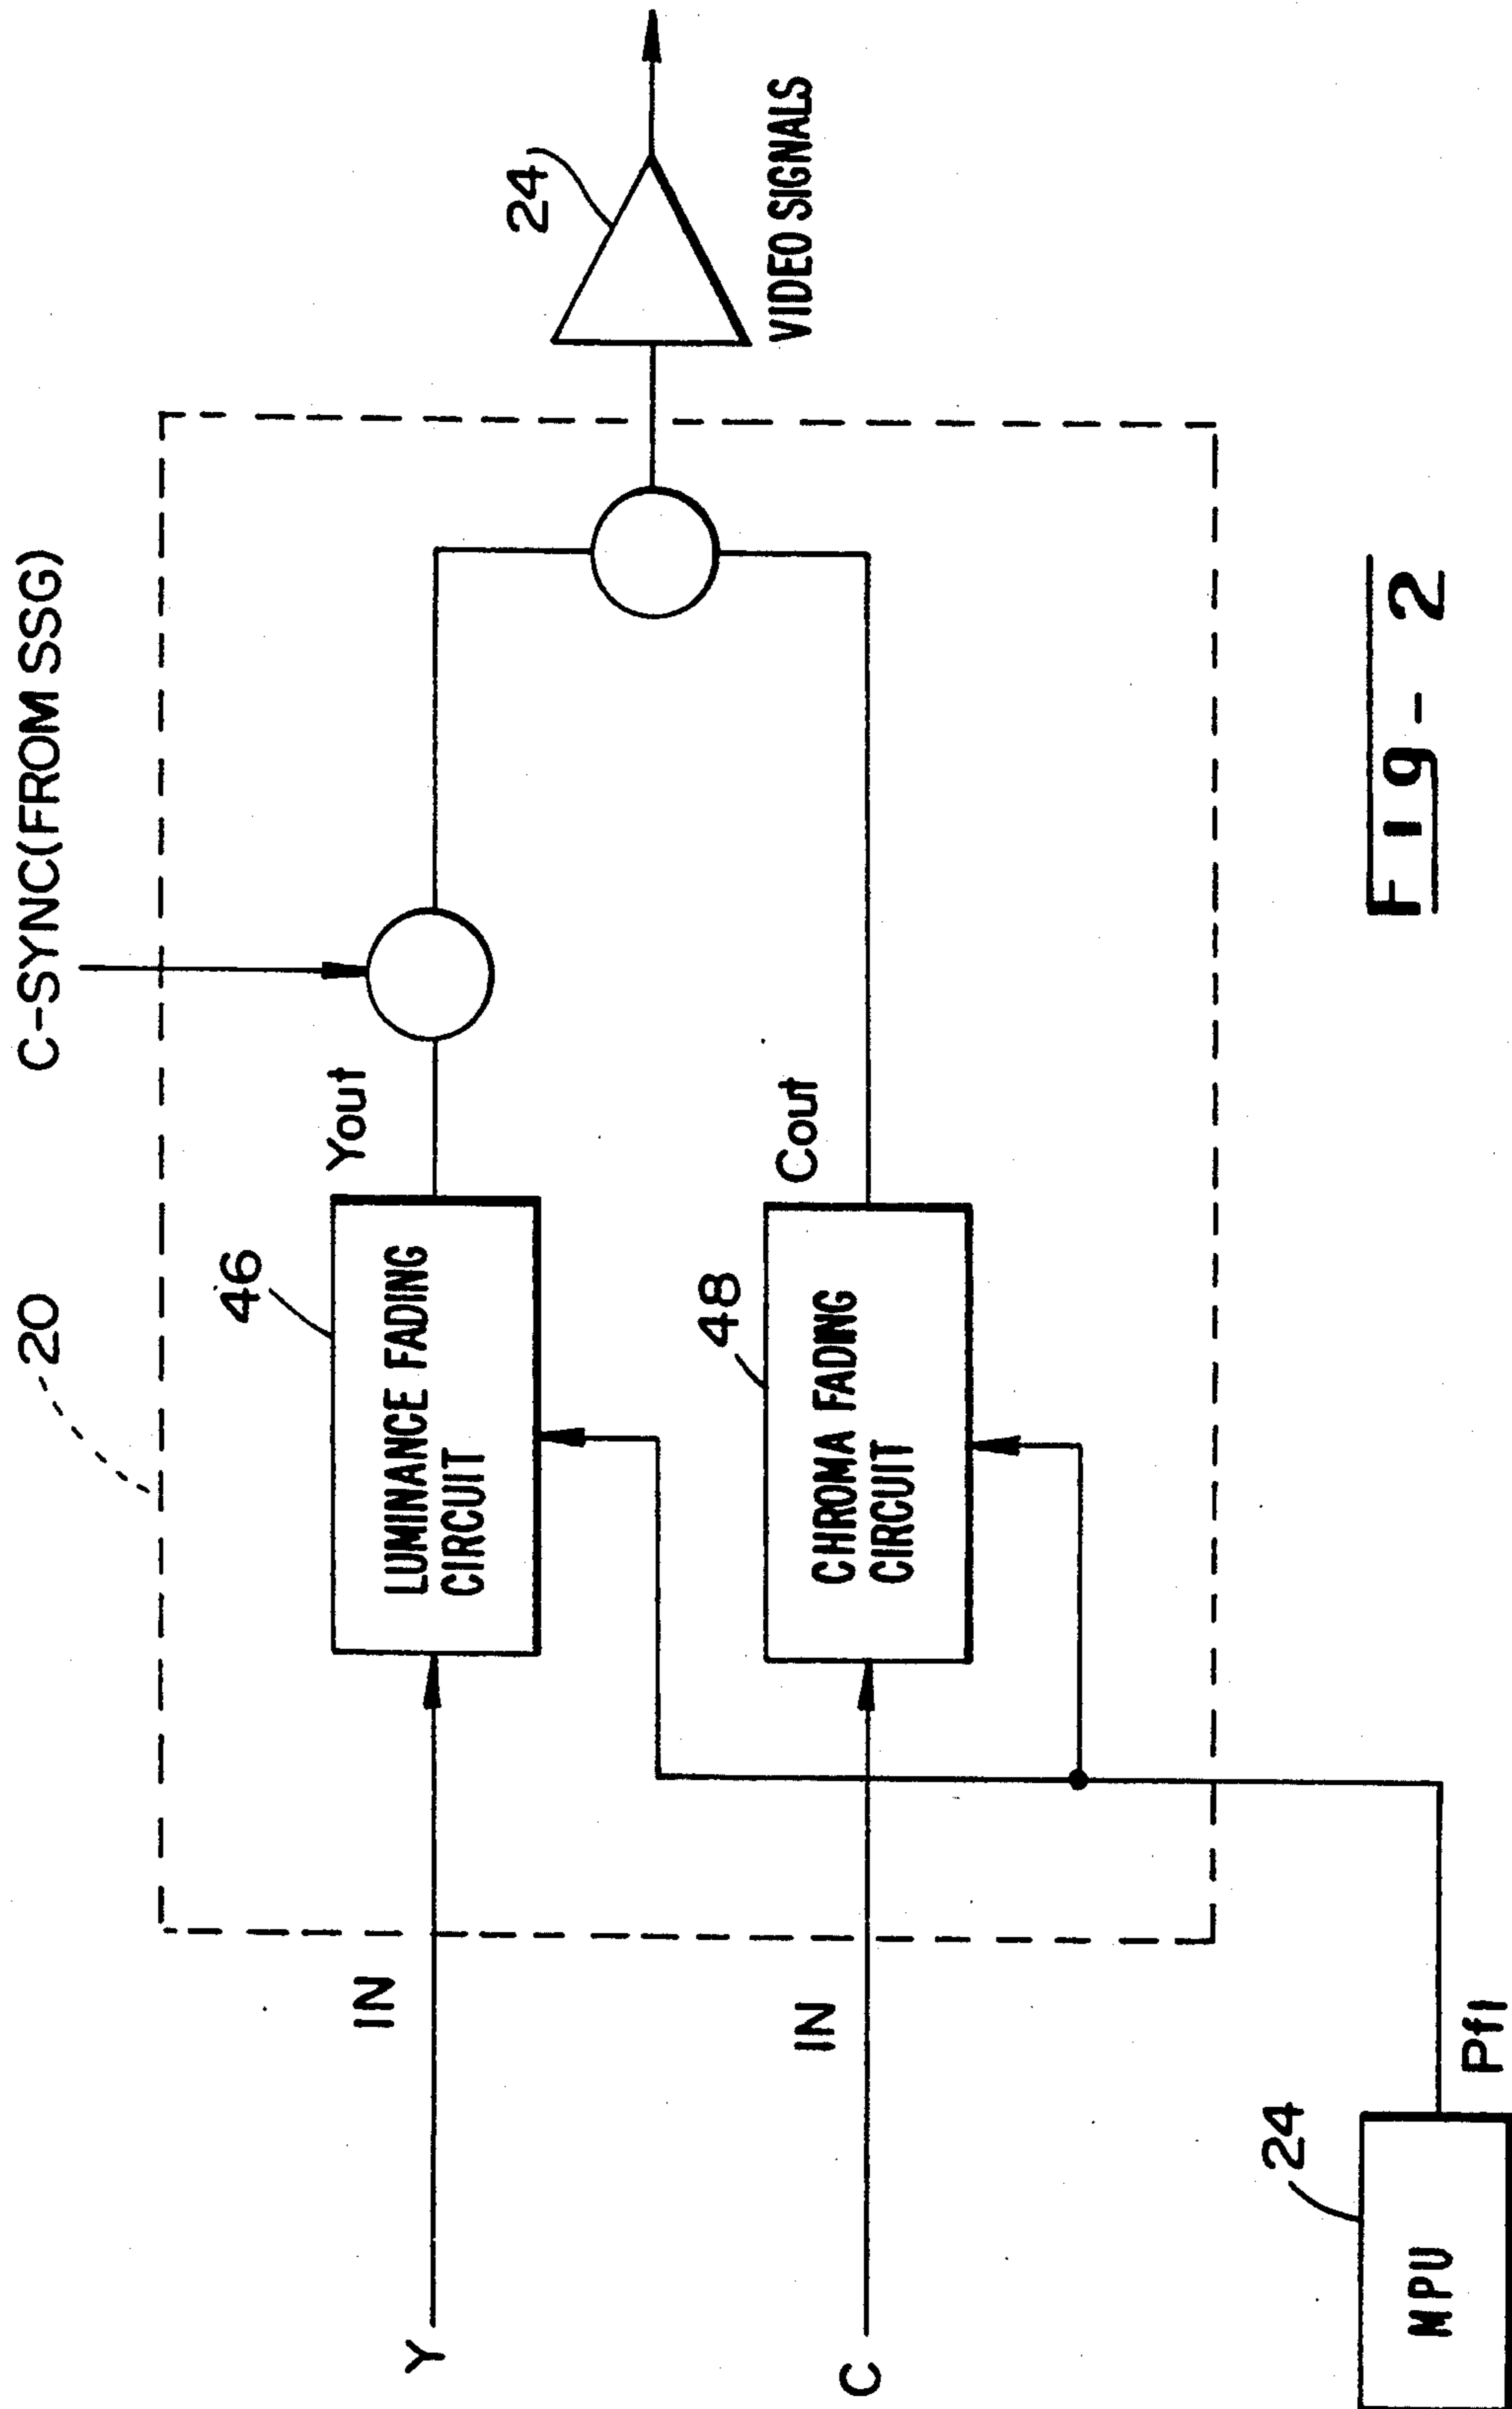 C-SYNC(FROM SSG)
20
46
Yout
24
LUMINANCE FADING
CIRCUIT
VIDEO SIGNALS
IN
Y
48
Cout
CHROMA FADING
CIRCUIT
IN
C
24
MPU
Pf1
Fig- 2